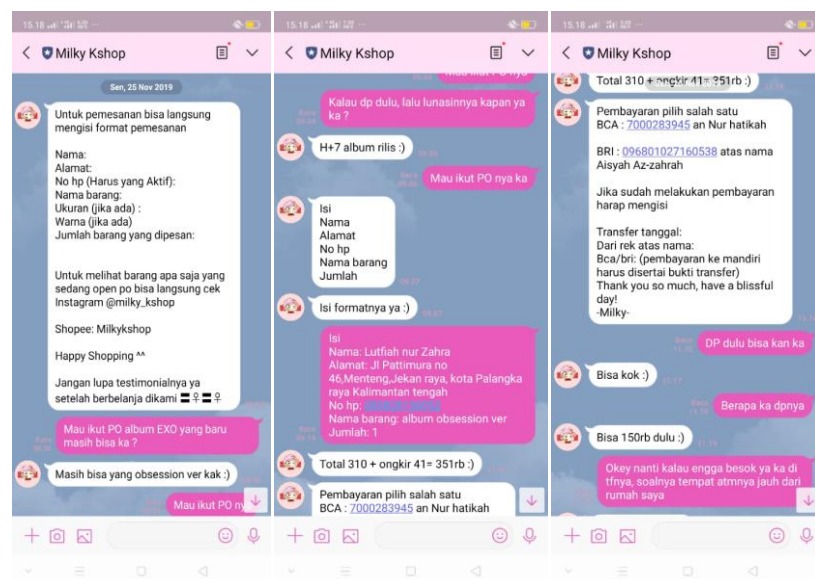 15.18
Milky Kshop
Sen, 25 Nov 2019
Untuk pemesanan bisa langsung
mengisi format pemesanan
Nama:
Alamat:
No hp (Harus yang Aktif):
Nama barang:
Ukuran (jika ada) :
Warna (jika ada)
Jumlah barang yang dipesan:
Untuk melihat barang apa saja yang
sedang open po bisa langsung cek
Instagram @milky_kshop
Shopee: Milkykshop
Happy Shopping ^^
Jangan lupa testimonialnya ya
setelah berbelanja dikami 〓♀〓♀
Mau ikut PO album EXO yang baru
masih bisa ka ?
Masih bisa yang obsession ver kak :)
Mau ikut PO ny
15.18
Milky Kshop
Mau ikut PO nya
Kalau dp dulu, lalu lunasinnya kapan ya
ka ?
H+7 album rilis :)
Mau ikut PO nya ka
Isi
Nama
Alamat
No hp
Nama barang
Jumlah
Isi formatnya ya :)
Isi
Nama: Lutfiah nur Zahra
Alamat: Jl Pattimura no
46,Menteng,Jekan raya, kota Palangka
raya Kalimantan tengah
No hp:
Nama barang: album obsession ver
Jumlah: 1
Total 310 + ongkir 41= 351rb :)
Pembayaran pilih salah satu
BCA : 7000283945 an Nur hatikah
15.18
Milky Kshop
Total 310 + ongkir 41= 351rb :)
Pembayaran pilih salah satu
BCA : 7000283945 an Nur hatikah
BRI : 096801027160538 atas nama
Aisyah Az-zahrah
Jika sudah melakukan pembayaran
harap mengisi
Transfer tanggal:
Dari rek atas nama:
Bca/bri: (pembayaran ke mandiri
harus disertai bukti transfer)
Thank you so much, have a blissful
day!
-Milky-
DP dulu bisa kan ka
Bisa kok :)
Berapa ka dpnya
Bisa 150rb dulu :)
Okey nanti kalau engga besok ya ka di
tfnya, soalnya tempat atmnya jauh dari
rumah saya